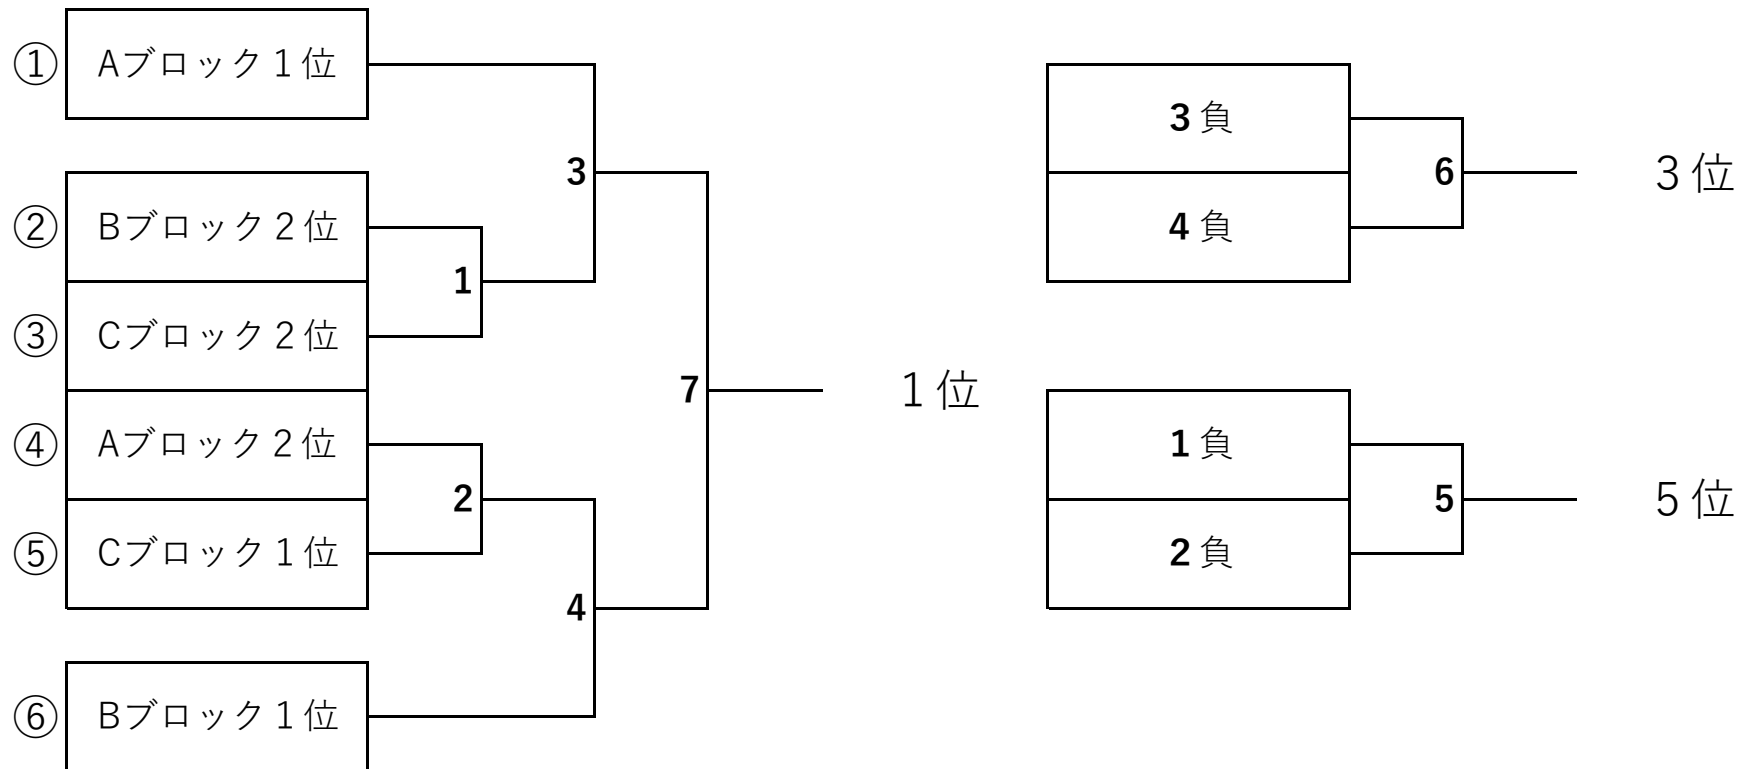 ① Aブロック１位
3
② Bブロック２位
1
③ Cブロック２位
7 １位
④ Aブロック２位
2
⑤ Cブロック１位
4
⑥ Bブロック１位
3 負
6 ３位
4 負
1 負
5 ５位
2 負